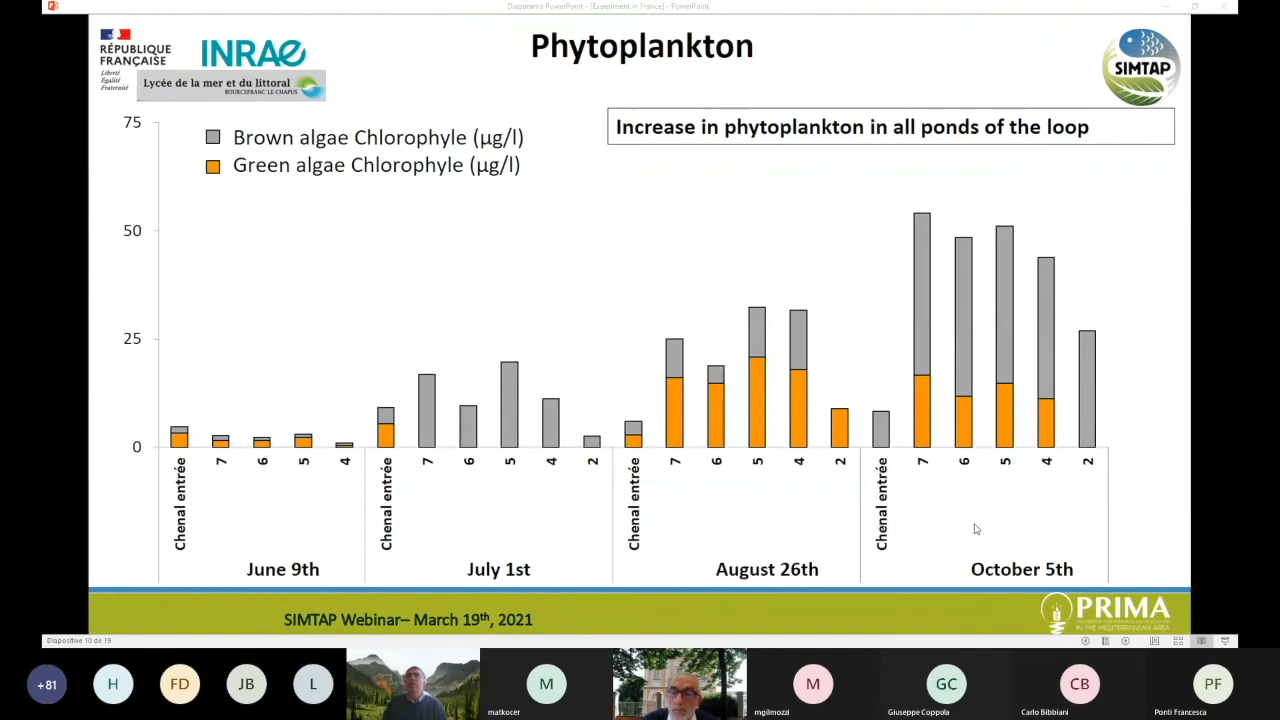 Diaporama PowerPoint - [Experiment in France] - PowerPoint
RÉPUBLIQUE
FRANÇAISE
Liberté
Égalité
Fraternité
INRAE
Lycée de la mer et du littoral
BOURCEFRANC LE CHAPUS
Phytoplankton
SIMTAP
Increase in phytoplankton in all ponds of the loop
Brown algae Chlorophyle (µg/l)
Green algae Chlorophyle (µg/l)
75
50
25
0
Chenal entrée 7 6 5 4
Chenal entrée 7 6 5 4 2
Chenal entrée 7 6 5 4 2
Chenal entrée 7 6 5 4 2
June 9th July 1st August 26th October 5th
SIMTAP Webinar– March 19th, 2021
PRIMA
IN THE MEDITERRANEAN AREA
Diapositive 10 de 19
+81 H FD JB L M M GC CB PF
matkocer mgilmozzi Giuseppe Coppola Carlo Bibbiani Ponti Francesca